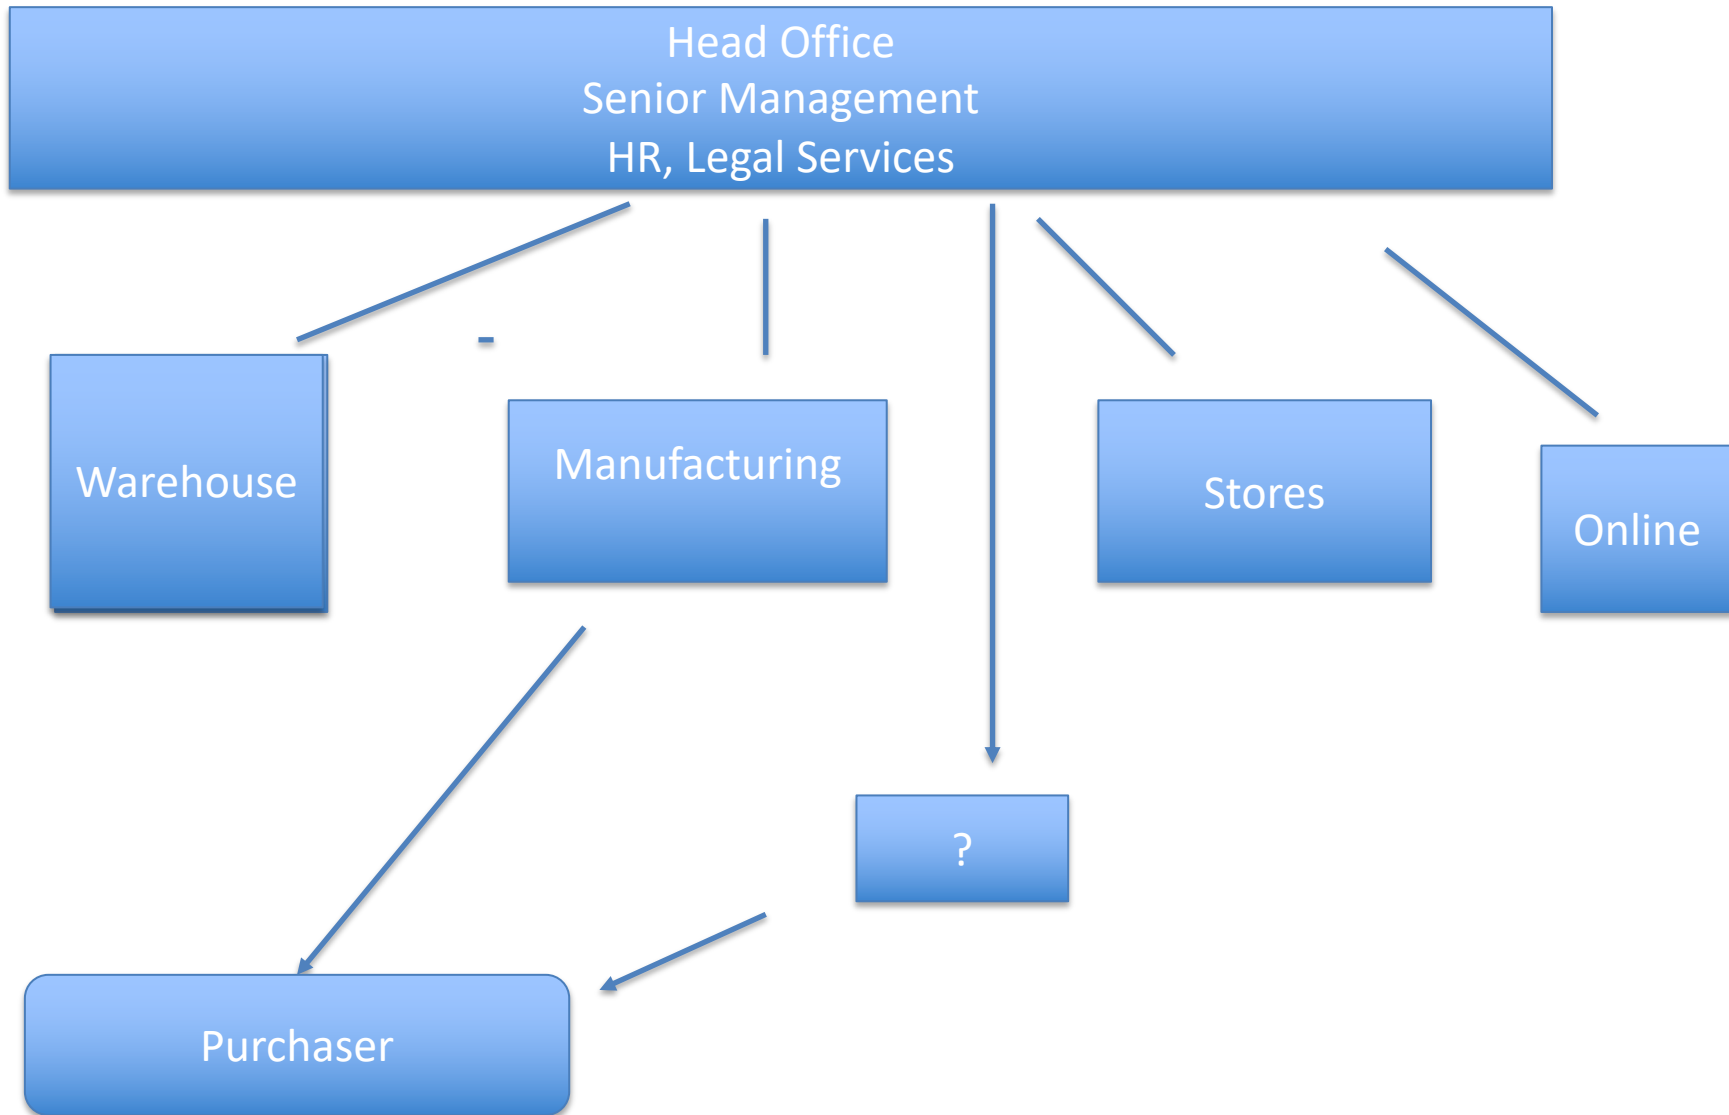 Head Office
Senior Management
HR, Legal Services
Warehouse
Manufacturing
Stores
Online
?
Purchaser